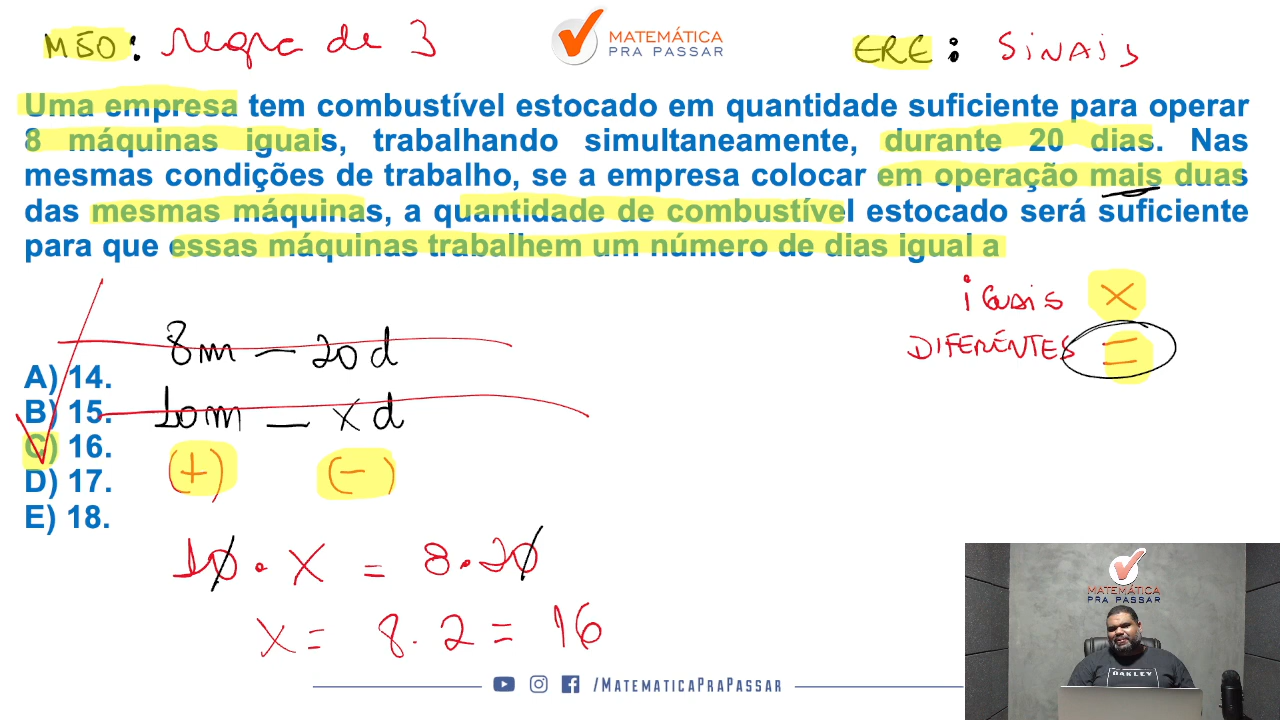 MÉO: regra de 3
MATEMÁTICA
PRA PASSAR
ERE: SINAIS
Uma empresa tem combustível estocado em quantidade suficiente para operar
8 máquinas iguais, trabalhando simultaneamente, durante 20 dias. Nas
mesmas condições de trabalho, se a empresa colocar em operação mais duas
das mesmas máquinas, a quantidade de combustível estocado será suficiente
para que essas máquinas trabalhem um número de dias igual a
iGUAiS X
DIFERENTES =
8m — 20d
10m — xd
(+) (-)
A) 14.
B) 15.
C) 16.
D) 17.
E) 18.
10 . X = 8.20
X = 8.2 = 16
/MatematicaPraPassar
MATEMÁTICA
PRA PASSAR
OAKLEY